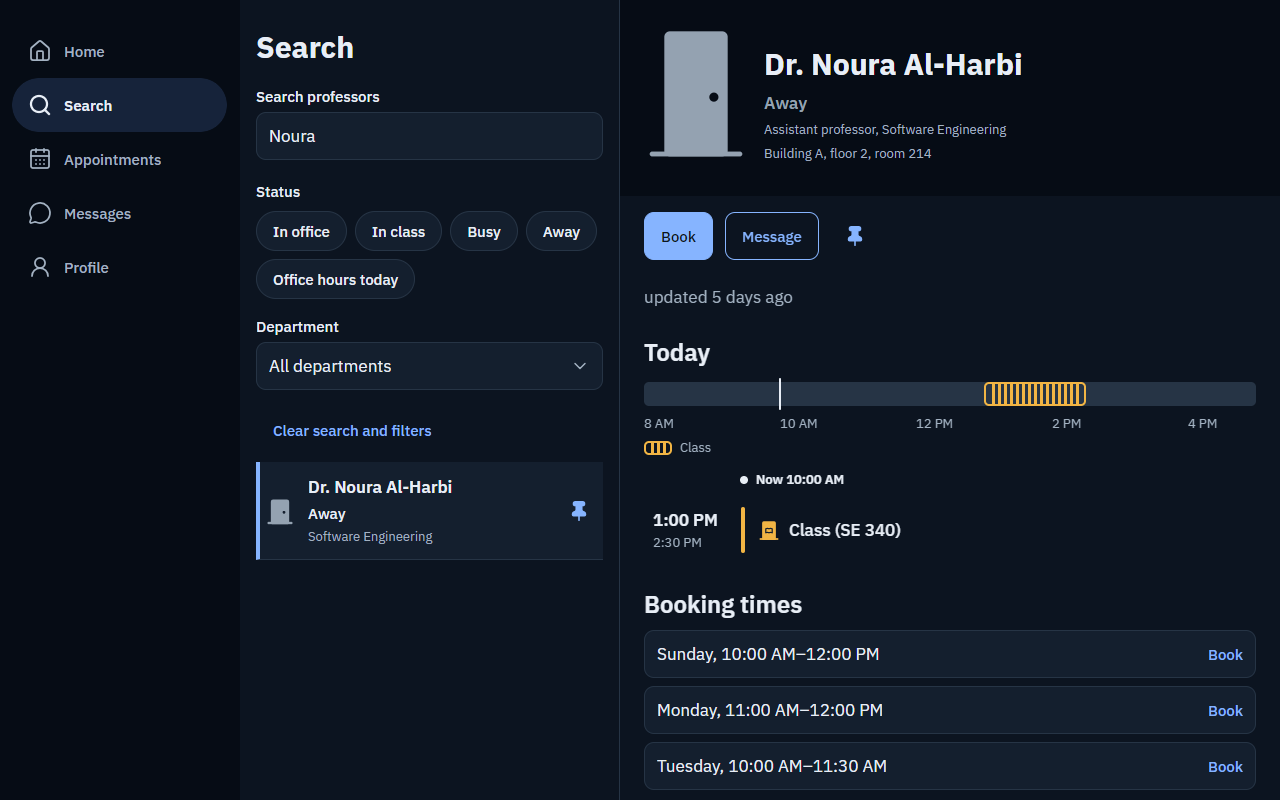 Home
Search
Appointments
Messages
Profile
Search
Search professors
Noura
Status
In office
In class
Busy
Away
Office hours today
Department
All departments
Clear search and filters
Dr. Noura Al-Harbi
Away
Software Engineering
Dr. Noura Al-Harbi
Away
Assistant professor, Software Engineering
Building A, floor 2, room 214
Book
Message
updated 5 days ago
Today
8 AM 10 AM 12 PM 2 PM 4 PM
Class
Now 10:00 AM
1:00 PM
2:30 PM
Class (SE 340)
Booking times
Sunday, 10:00 AM–12:00 PM Book
Monday, 11:00 AM–12:00 PM Book
Tuesday, 10:00 AM–11:30 AM Book